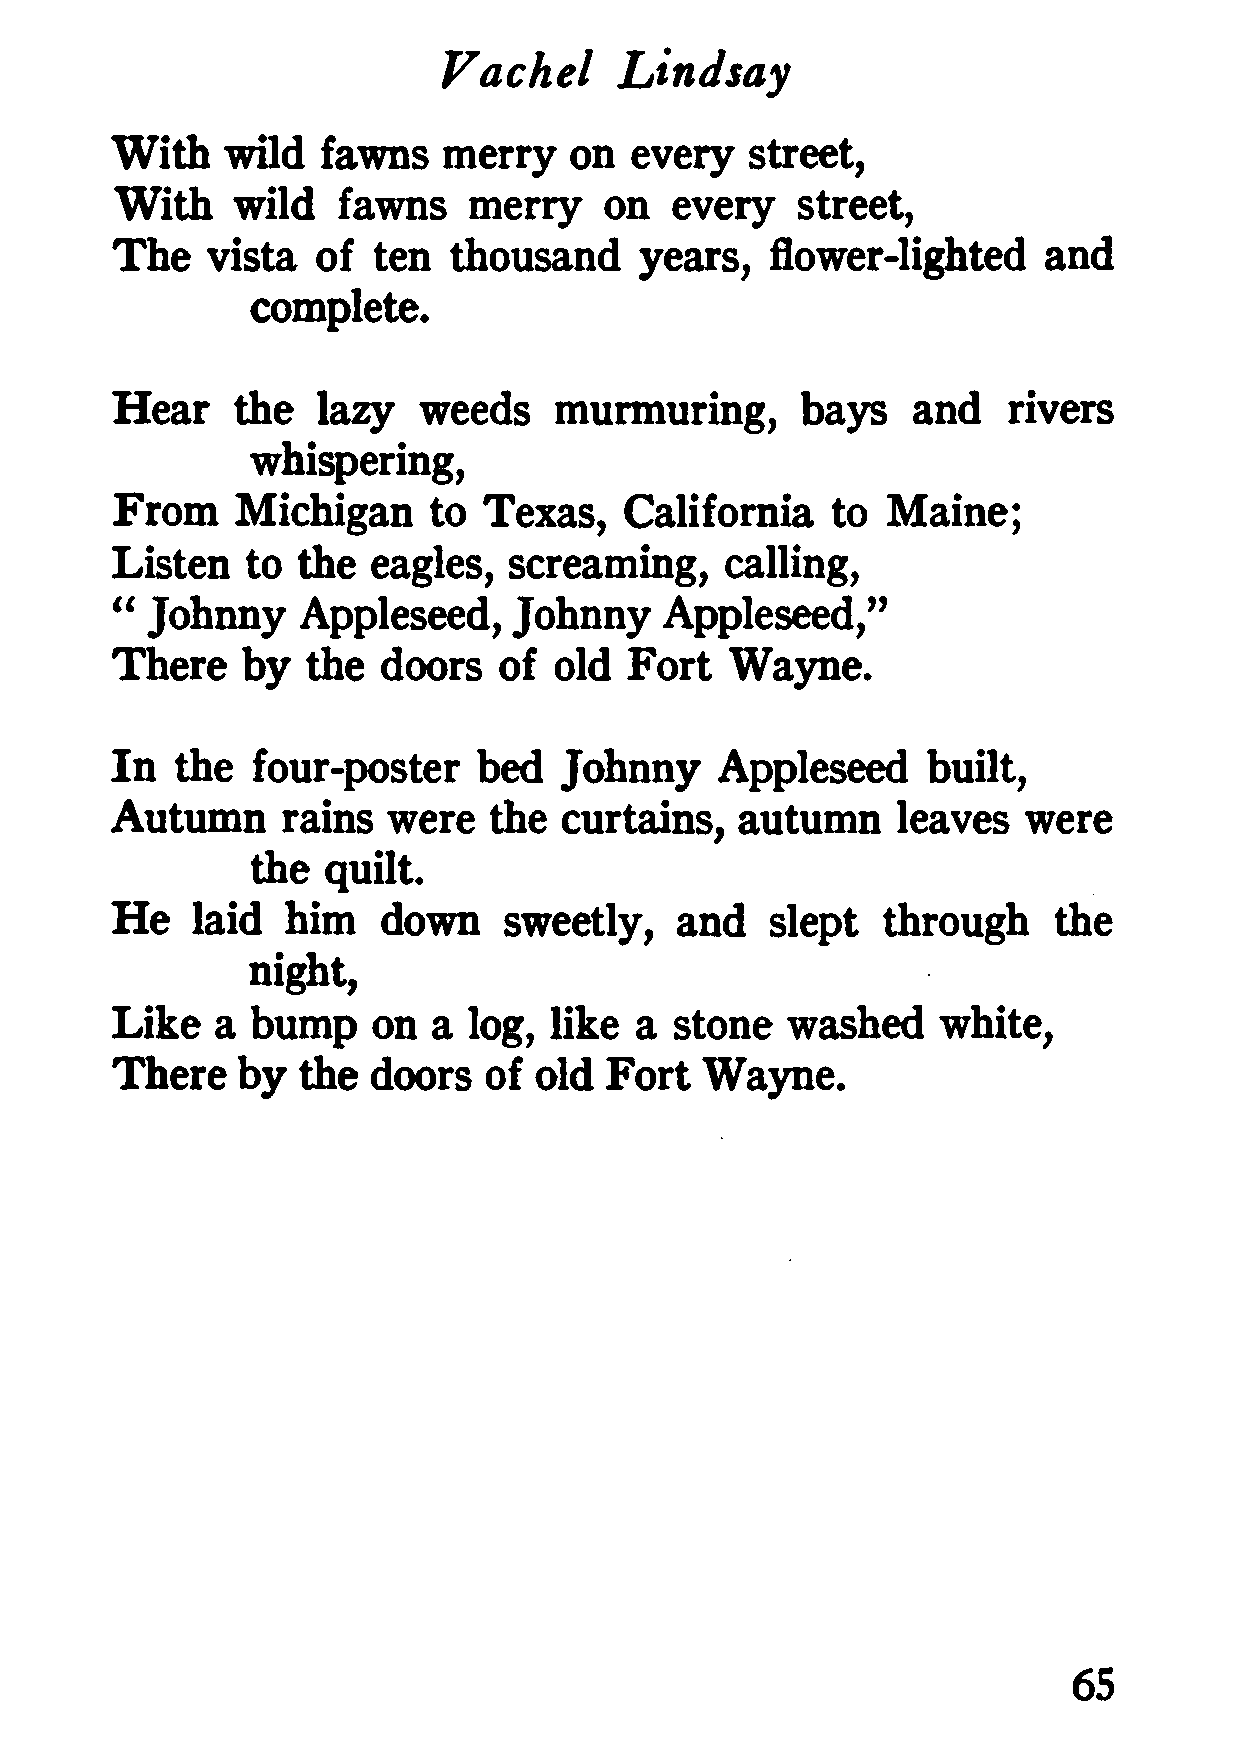 Vachel Lindsay
With wild fawns merry on every street,
With wild fawns merry on every street,
The vista of ten thousand years, flower-lighted and
complete.
Hear the lazy weeds murmuring, bays and rivers
whispering,
From Michigan to Texas, California to Maine;
Listen to the eagles, screaming, calling,
“ Johnny Appleseed, Johnny Appleseed,”
There by the doors of old Fort Wayne.
In the four-poster bed Johnny Appleseed built,
Autumn rains were the curtains, autumn leaves were
the quilt.
He laid him down sweetly, and slept through the
night,
Like a bump on a log, like a stone washed white,
There by the doors of old Fort Wayne.
65